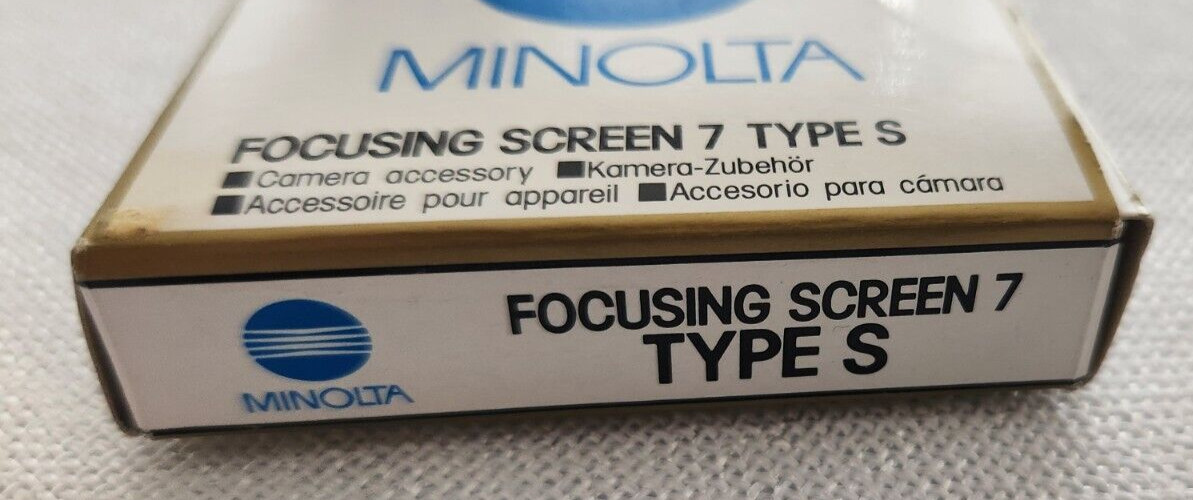 MINOLTA
FOCUSING SCREEN 7 TYPE S
■Camera accessory ■Kamera-Zubehör
■Accessoire pour appareil ■Accesorio para cámara
MINOLTA
FOCUSING SCREEN 7
TYPE S